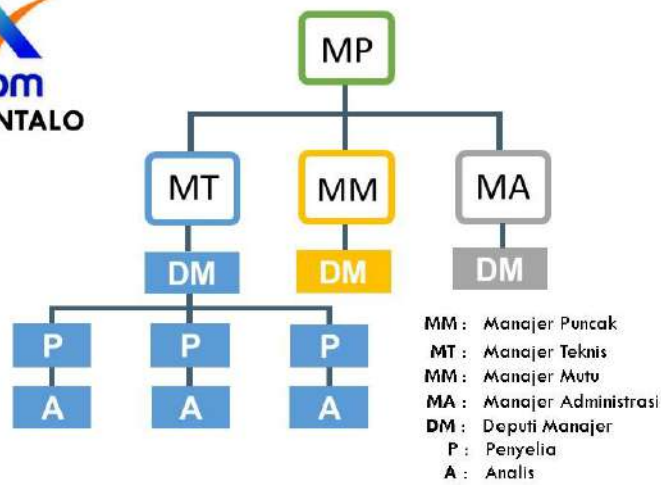 om
NTALO
MP
MT MM MA
DM DM DM
P P P
A A A
MM : Manajer Puncak
MT : Manajer Teknis
MM : Manajer Mutu
MA : Manajer Administrasi
DM : Deputi Manajer
P : Penyelia
A : Analis